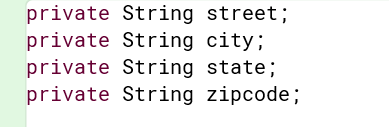 private String street;
private String city;
private String state;
private String zipcode;